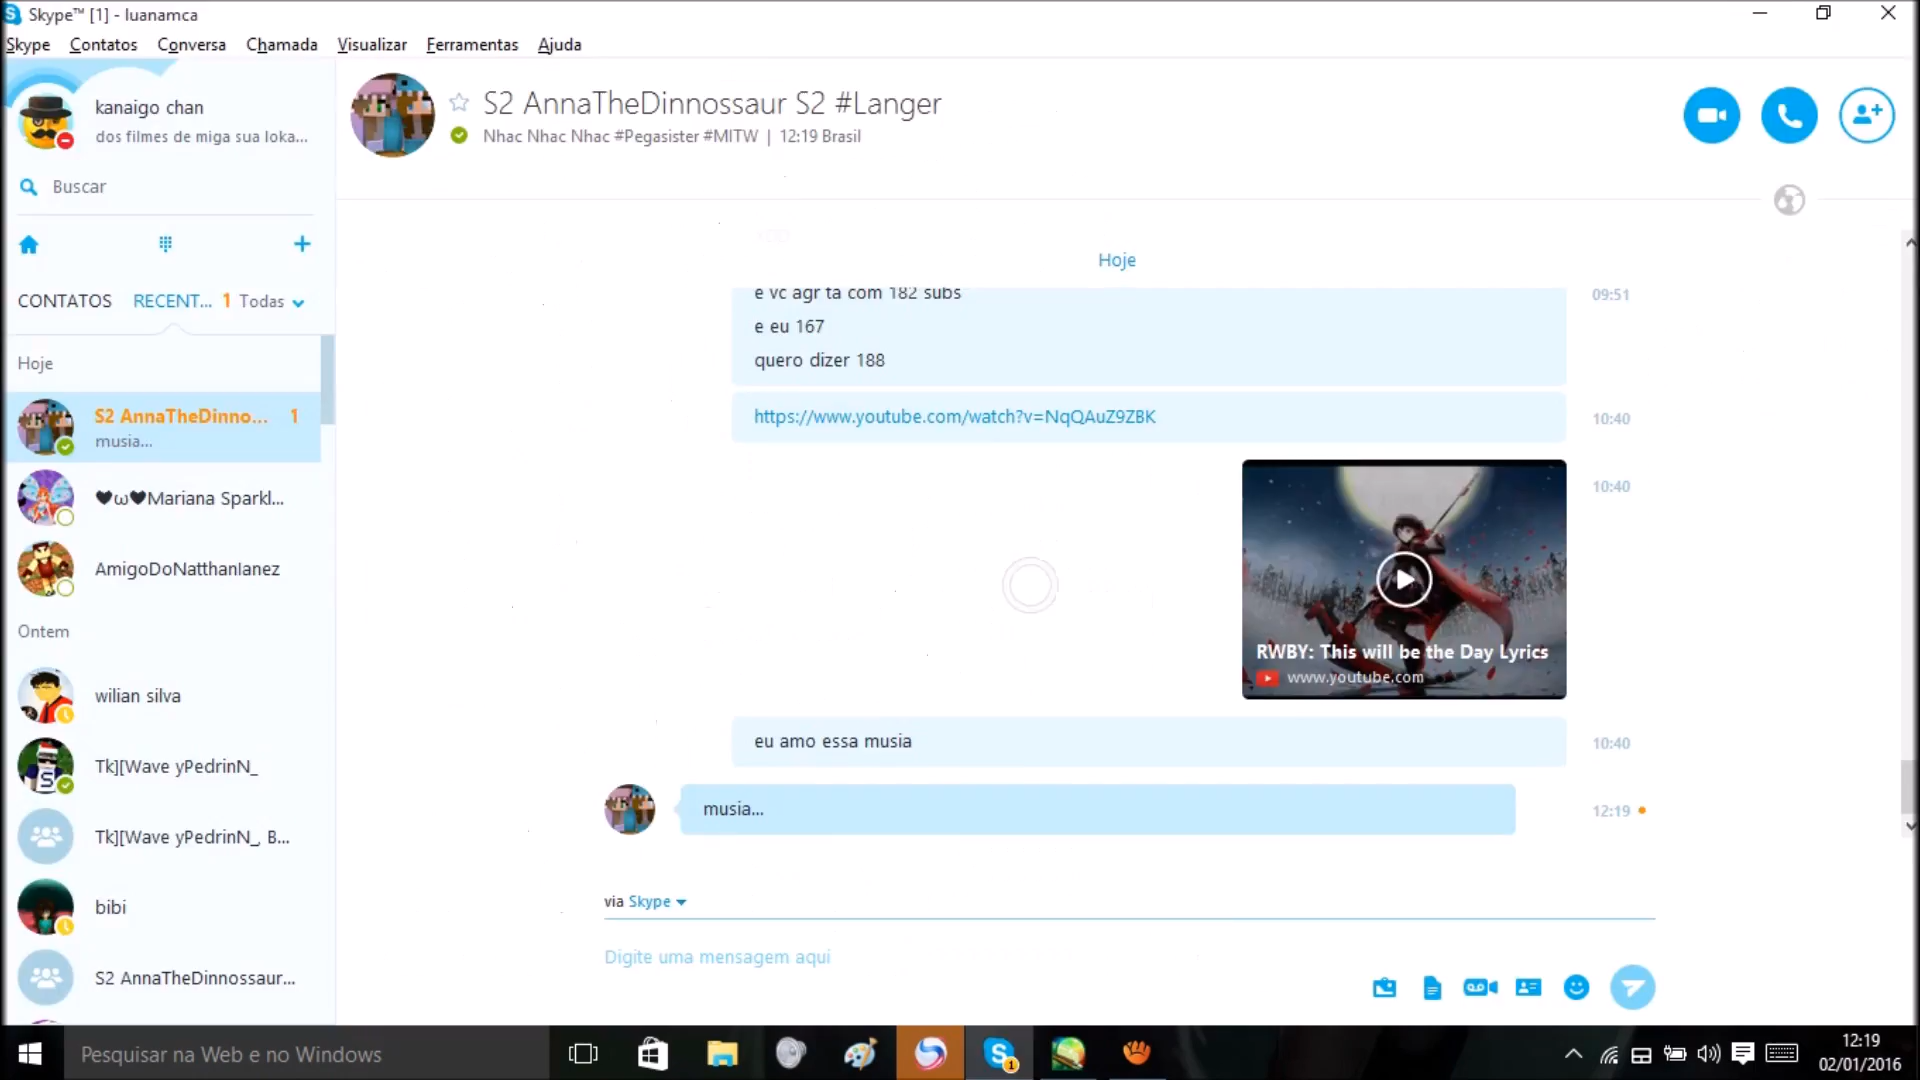 Skype™ [1] - luanamca
Skype Contatos Conversa Chamada Visualizar Ferramentas Ajuda
kanaigo chan
dos filmes de miga sua loka...
Buscar
CONTATOS RECENT... 1 Todas
Hoje
S2 AnnaTheDinno... 1
musia...
♥ω♥Mariana Sparkl...
AmigoDoNatthanIanez
Ontem
wilian silva
Tk][Wave yPedrinN_
Tk][Wave yPedrinN_, B...
bibi
S2 AnnaTheDinnossaur...
S2 AnnaTheDinnossaur S2 #Langer
Nhac Nhac Nhac #Pegasister #MITW | 12:19 Brasil
Hoje
e vc agr ta com 182 subs 09:51
e eu 167
quero dizer 188
https://www.youtube.com/watch?v=NqQAuZ9ZBK 10:40
10:40
RWBY: This will be the Day Lyrics
www.youtube.com
eu amo essa musia 10:40
musia... 12:19
via Skype
Digite uma mensagem aqui
Pesquisar na Web e no Windows
1
12:19
02/01/2016